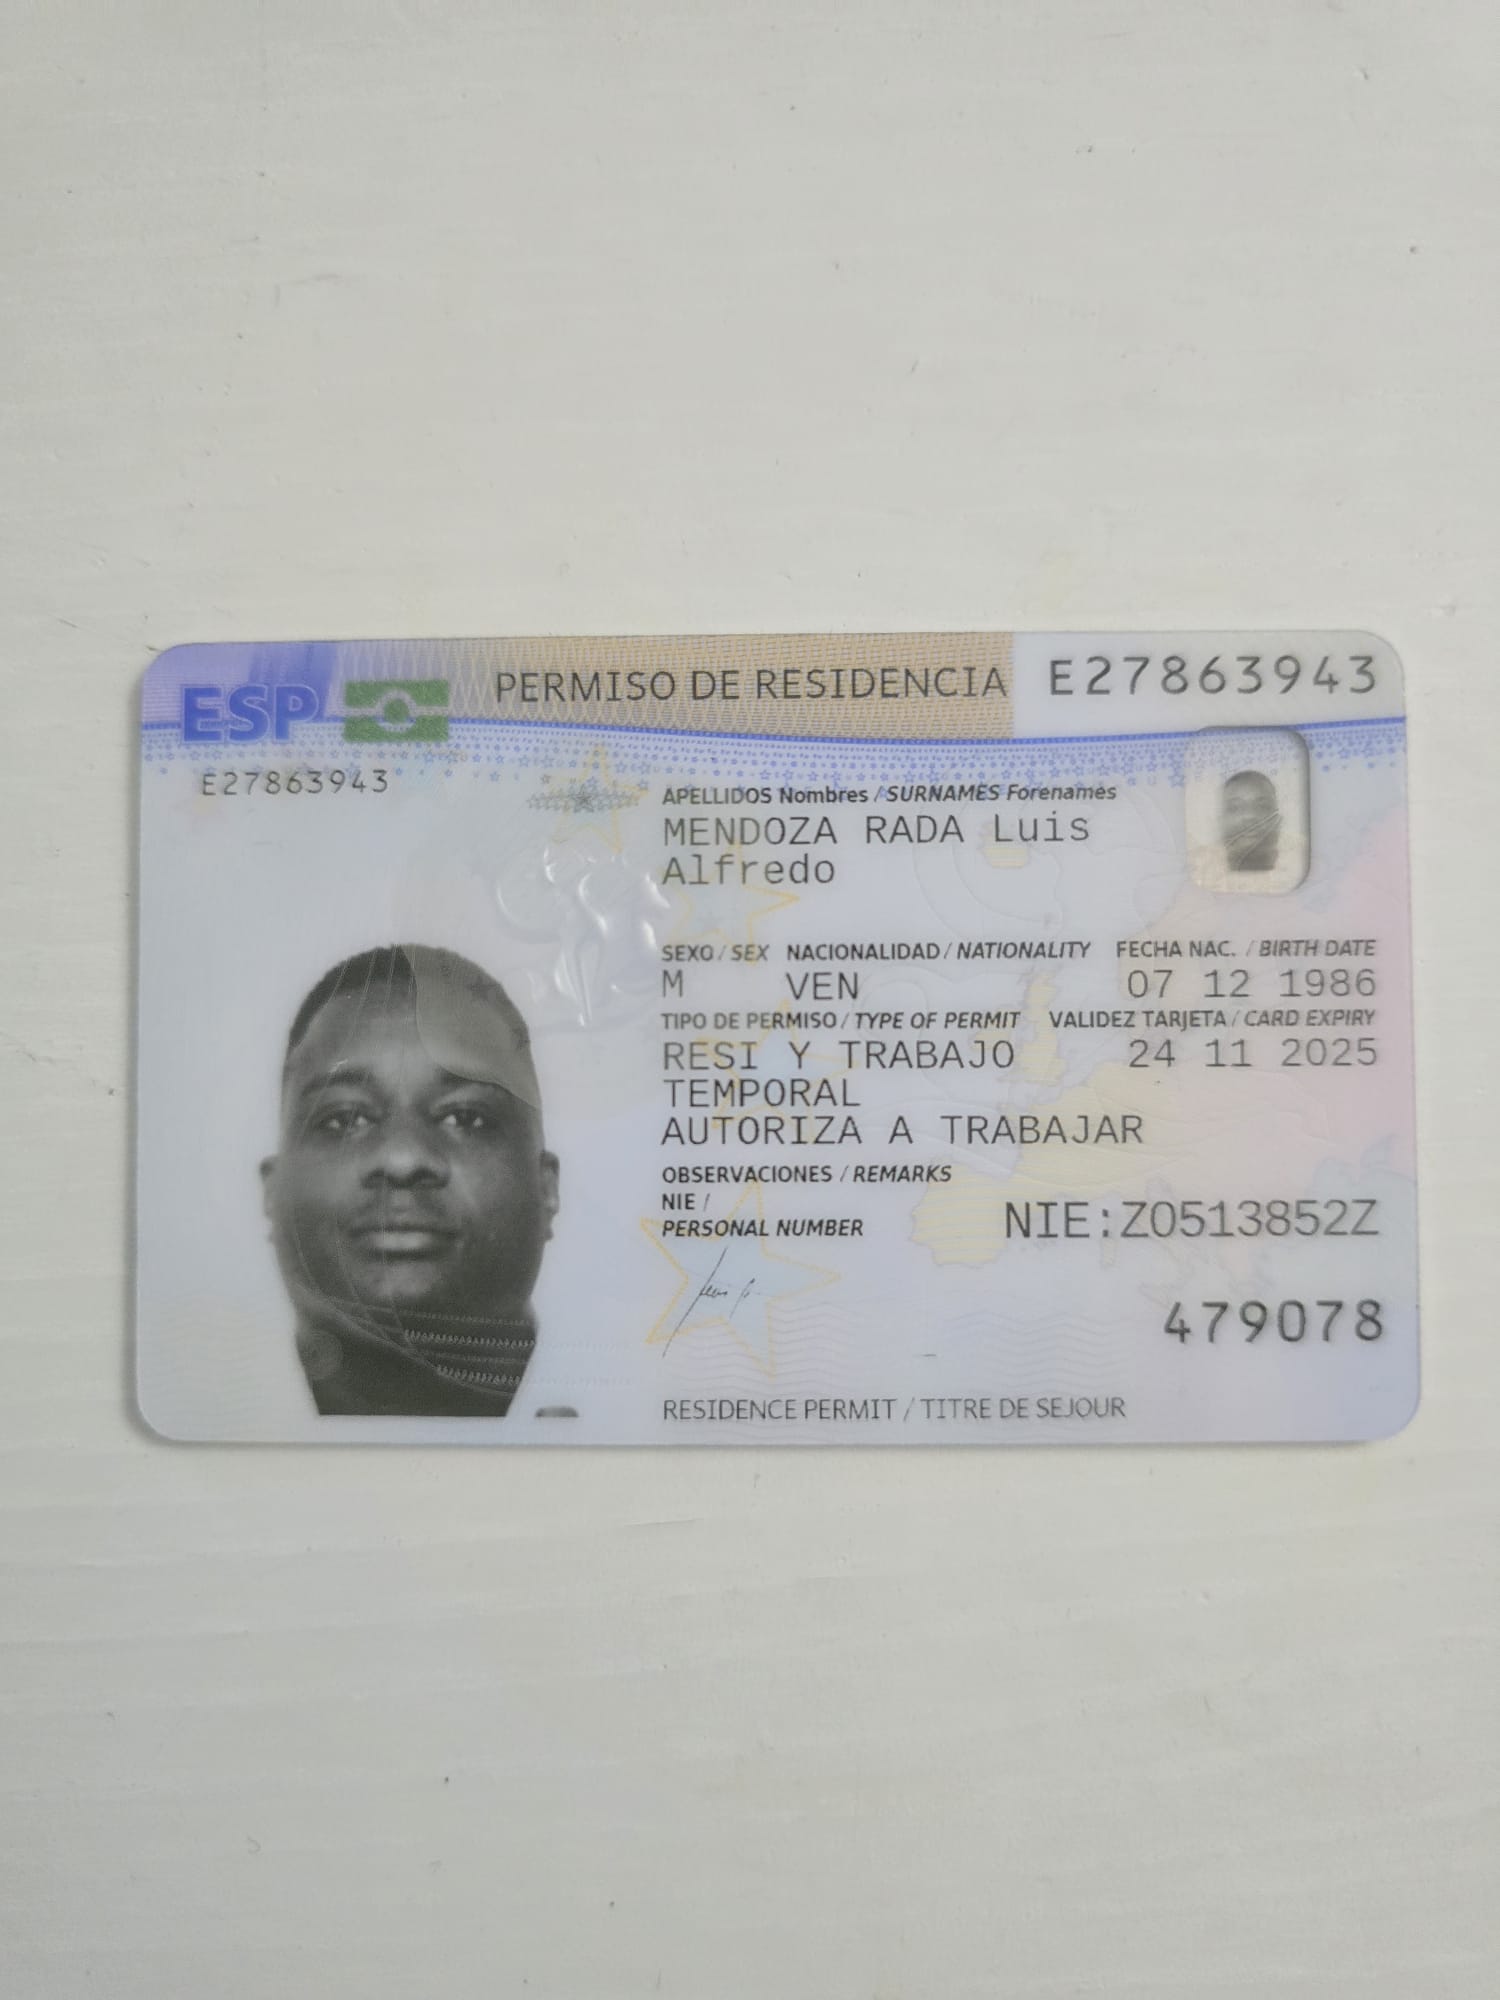 ESP PERMISO DE RESIDENCIA E27863943
E27863943
APELLIDOS Nombres / SURNAMES Forenames
MENDOZA RADA Luis
Alfredo
SEXO / SEX NACIONALIDAD / NATIONALITY FECHA NAC. / BIRTH DATE
M VEN 07 12 1986
TIPO DE PERMISO / TYPE OF PERMIT VALIDEZ TARJETA / CARD EXPIRY
RESI Y TRABAJO 24 11 2025
TEMPORAL
AUTORIZA A TRABAJAR
OBSERVACIONES / REMARKS
NIE /
PERSONAL NUMBER NIE:Z0513852Z
479078
RESIDENCE PERMIT / TITRE DE SEJOUR